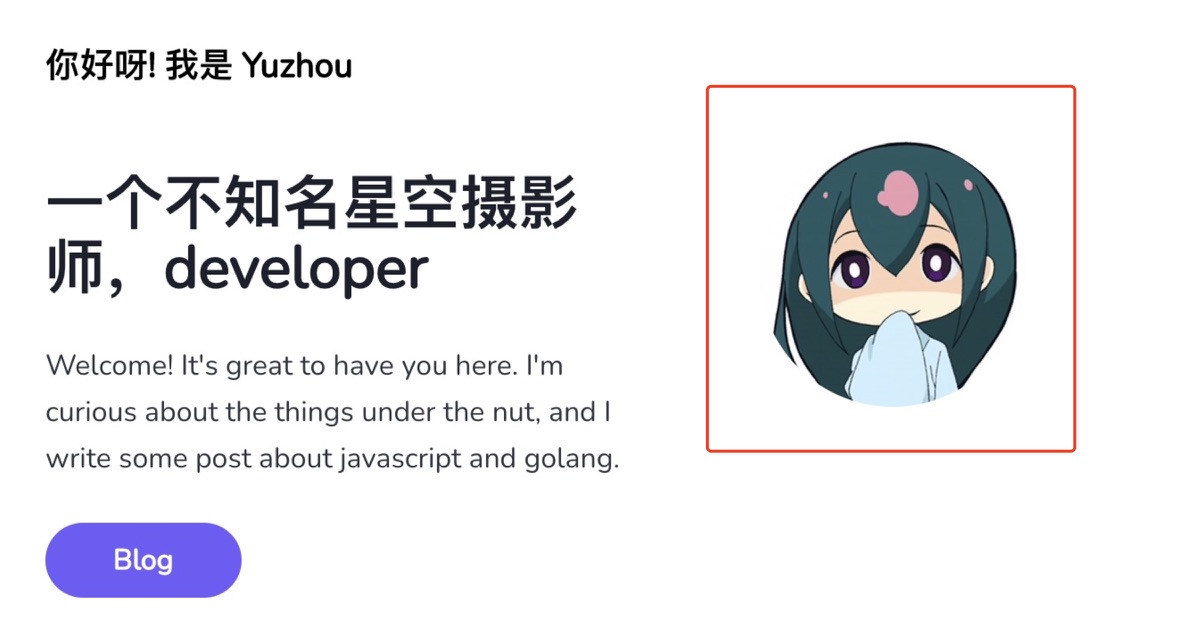 你好呀! 我是 Yuzhou
一个不知名星空摄影
师，developer
Welcome! It's great to have you here. I'm
curious about the things under the nut, and I
write some post about javascript and golang.
Blog